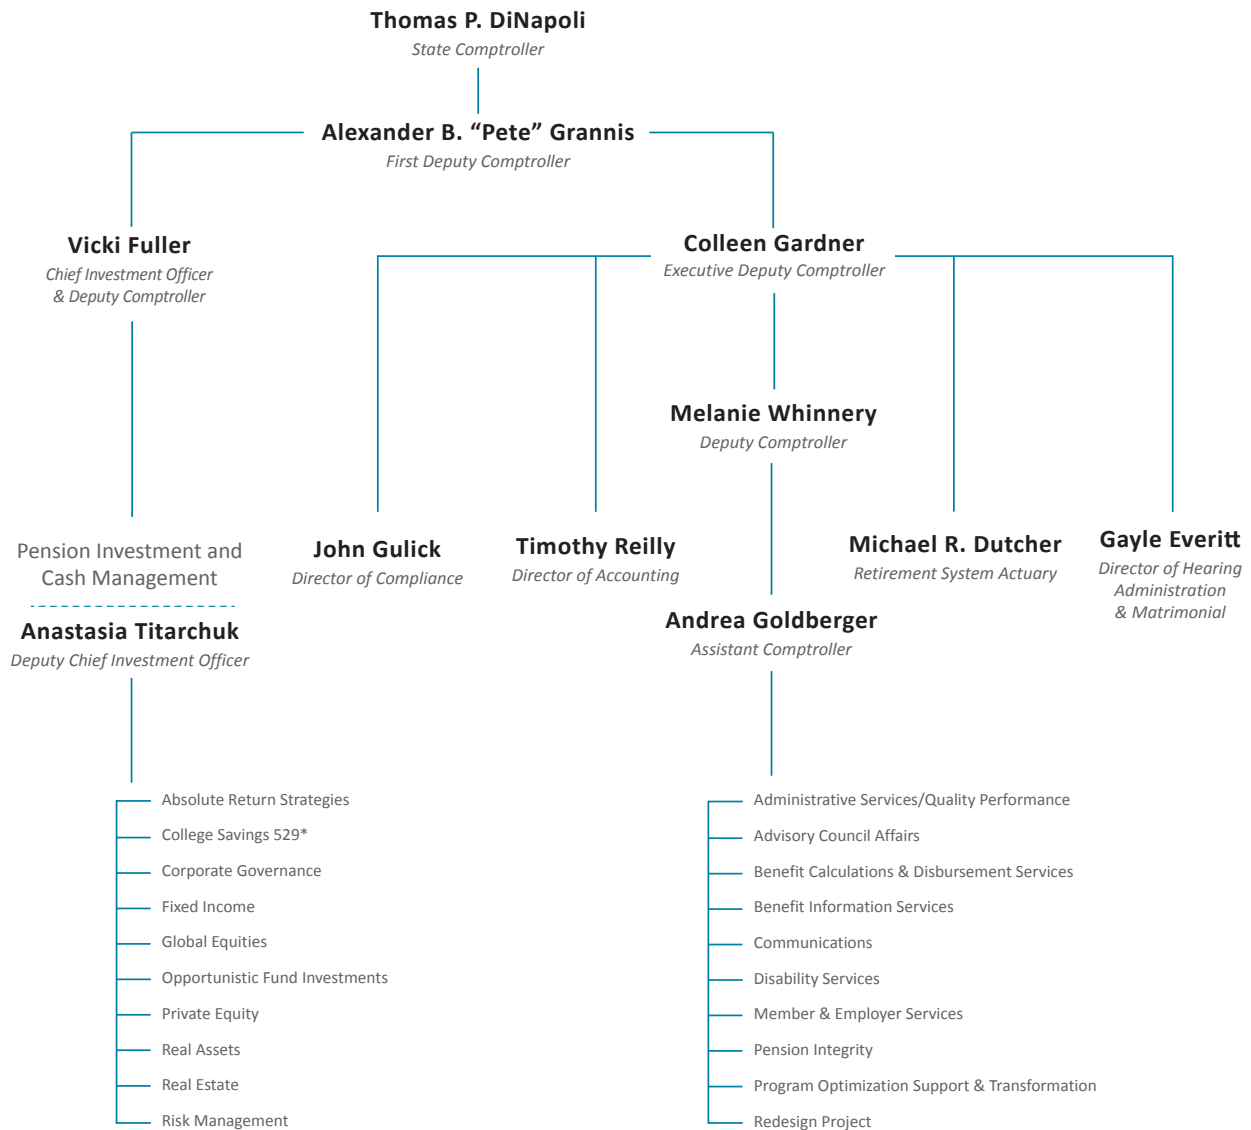 Thomas P. DiNapoli
State Comptroller
Alexander B. “Pete” Grannis
First Deputy Comptroller
Vicki Fuller
Chief Investment Officer
& Deputy Comptroller
Colleen Gardner
Executive Deputy Comptroller
Melanie Whinnery
Deputy Comptroller
Pension Investment and
Cash Management
John Gulick
Director of Compliance
Timothy Reilly
Director of Accounting
Michael R. Dutcher
Retirement System Actuary
Gayle Everitt
Director of Hearing
Administration
& Matrimonial
Anastasia Titarchuk
Deputy Chief Investment Officer
Andrea Goldberger
Assistant Comptroller
Absolute Return Strategies
College Savings 529*
Corporate Governance
Fixed Income
Global Equities
Opportunistic Fund Investments
Private Equity
Real Assets
Real Estate
Risk Management
Administrative Services/Quality Performance
Advisory Council Affairs
Benefit Calculations & Disbursement Services
Benefit Information Services
Communications
Disability Services
Member & Employer Services
Pension Integrity
Program Optimization Support & Transformation
Redesign Project